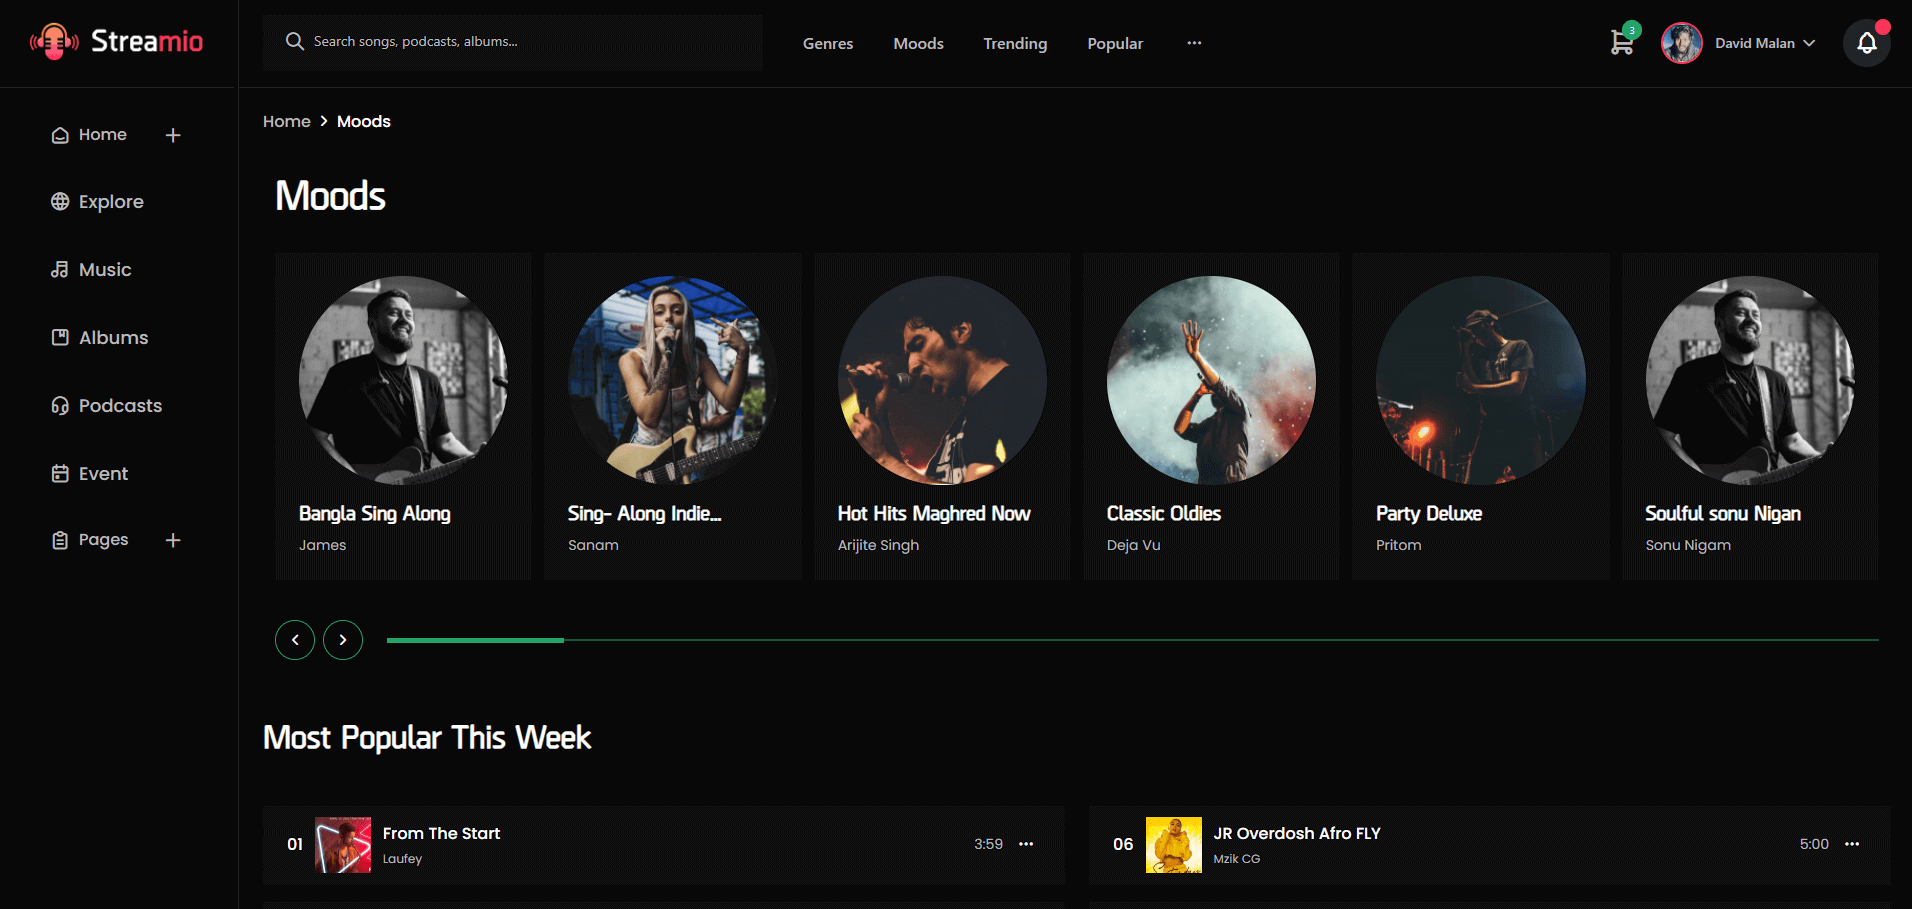 Streamio
Search songs, podcasts, albums...
Genres
Moods
Trending
Popular
3
David Malan
Home
Explore
Music
Albums
Podcasts
Event
Pages
Home > Moods
Moods
Bangla Sing Along
James
Sing- Along Indie...
Sanam
Hot Hits Maghred Now
Arijite Singh
Classic Oldies
Deja Vu
Party Deluxe
Pritom
Soulful sonu Nigan
Sonu Nigam
Most Popular This Week
01
From The Start
Laufey
3:59
06
JR Overdosh Afro FLY
Mzik CG
5:00